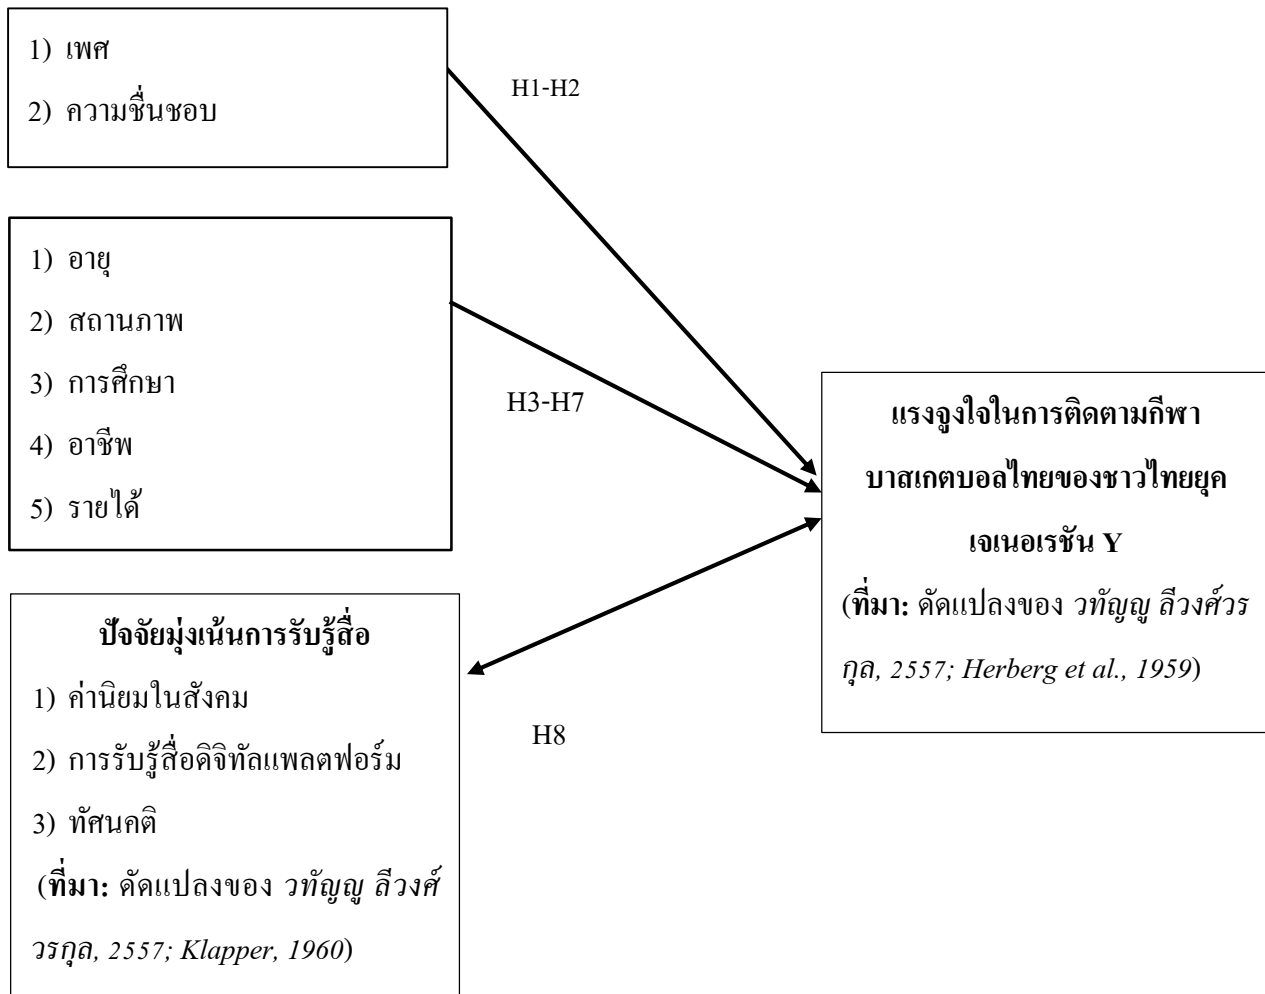 1) เพศ
2) ความชื่นชอบ
H1-H2
1) อายุ
2) สถานภาพ
3) การศึกษา
4) อาชีพ
5) รายได้
H3-H7
แรงจูงใจในการติดตามกีฬา
บาสเกตบอลไทยของชาวไทยยุค
เจเนอเรชัน Y
(ที่มา: ดัดแปลงของ วทัญญู ลีวงศ์วร
กุล, 2557; Herberg et al., 1959)
ปัจจัยมุ่งเน้นการรับรู้สื่อ
1) ค่านิยมในสังคม
2) การรับรู้สื่อดิจิทัลแพลตฟอร์ม
3) ทัศนคติ
(ที่มา: ดัดแปลงของ วทัญญู ลีวงศ์
วรกุล, 2557; Klapper, 1960)
H8